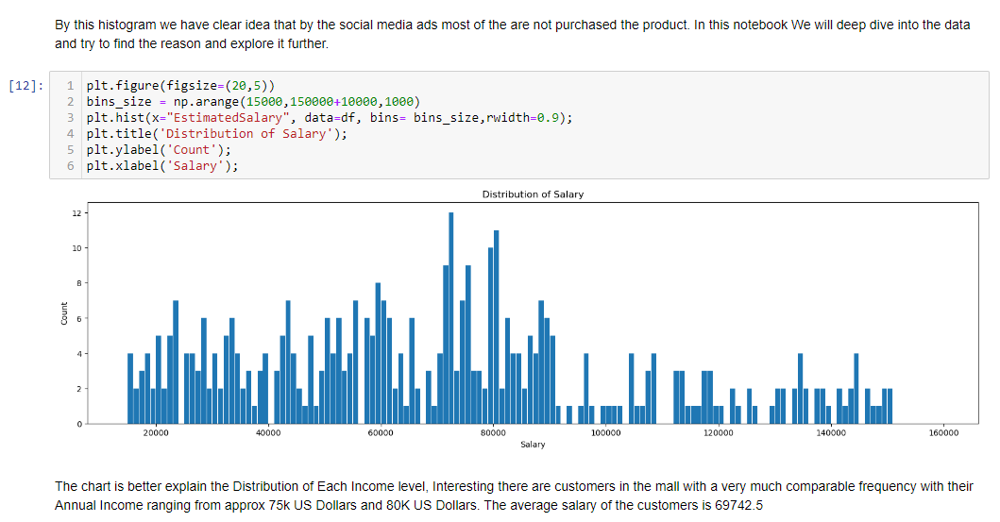 By this histogram we have clear idea that by the social media ads most of the are not purchased the product. In this notebook We will deep dive into the data
and try to find the reason and explore it further.
[12]:
1 plt.figure(figsize=(20,5))
2 bins_size = np.arange(15000,150000+10000,1000)
3 plt.hist(x="EstimatedSalary", data=df, bins= bins_size,rwidth=0.9);
4 plt.title('Distribution of Salary');
5 plt.ylabel('Count');
6 plt.xlabel('Salary');
Distribution of Salary
12
10
8
6
4
2
0
Count
20000 40000 60000 80000 100000 120000 140000 160000
Salary
The chart is better explain the Distribution of Each Income level, Interesting there are customers in the mall with a very much comparable frequency with their
Annual Income ranging from approx 75k US Dollars and 80K US Dollars. The average salary of the customers is 69742.5